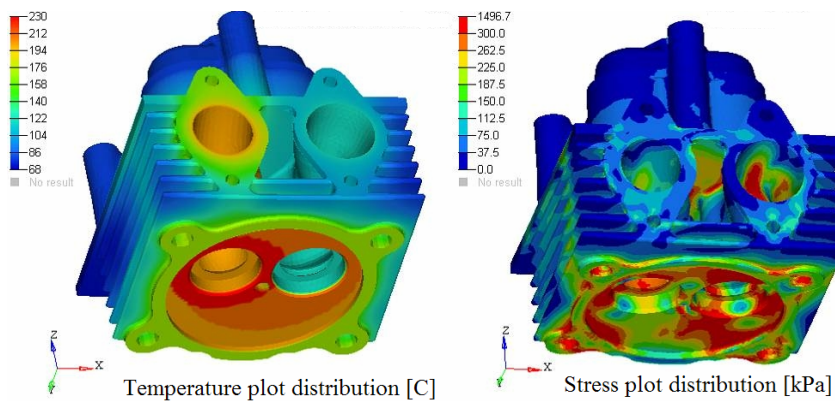 230
212
194
176
158
140
122
104
86
68
No result
Z
X
Y
Temperature plot distribution [C]
1496.7
300.0
262.5
225.0
187.5
150.0
112.5
75.0
37.5
0.0
No result
Z
X
Y
Stress plot distribution [kPa]